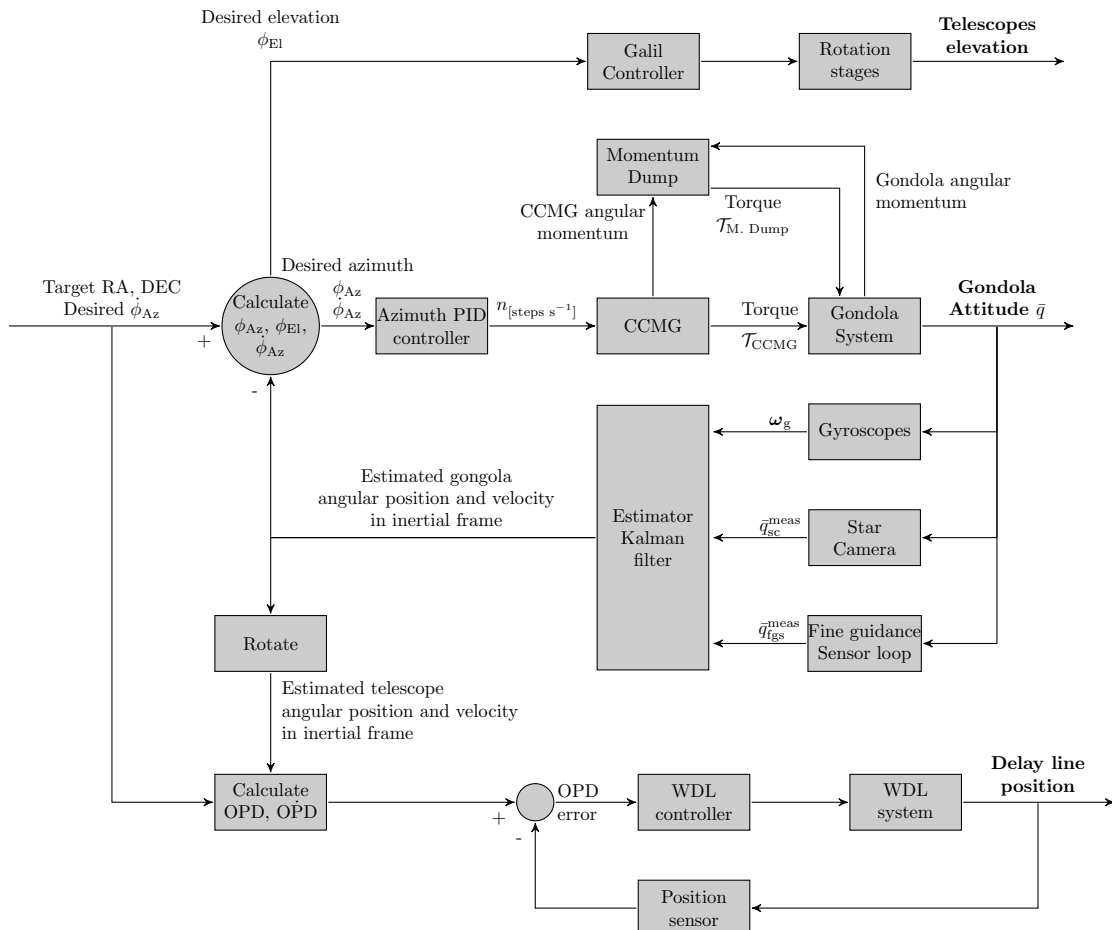 Desired elevation
ϕ_El
Galil
Controller
Rotation
stages
Telescopes
elevation
Momentum
Dump
CCMG angular
momentum
Torque
𝒯_M. Dump
Gondola angular
momentum
Target RA, DEC
Desired ϕ̇_Az
+
Calculate
ϕ_Az, ϕ_El,
ϕ̇_Az
-
Desired azimuth
ϕ_Az
ϕ̇_Az
Azimuth PID
controller
n_[steps s⁻¹]
CCMG
Torque
𝒯_CCMG
Gondola
System
Gondola
Attitude q̄
ω_g
Gyroscopes
Estimated gongola
angular position and velocity
in inertial frame
Estimator
Kalman
filter
q̄_sc^meas
Star
Camera
q̄_fgs^meas
Fine guidance
Sensor loop
Rotate
Estimated telescope
angular position and velocity
in inertial frame
Calculate
OPD, OṖD
+
-
OPD
error
WDL
controller
WDL
system
Delay line
position
Position
sensor